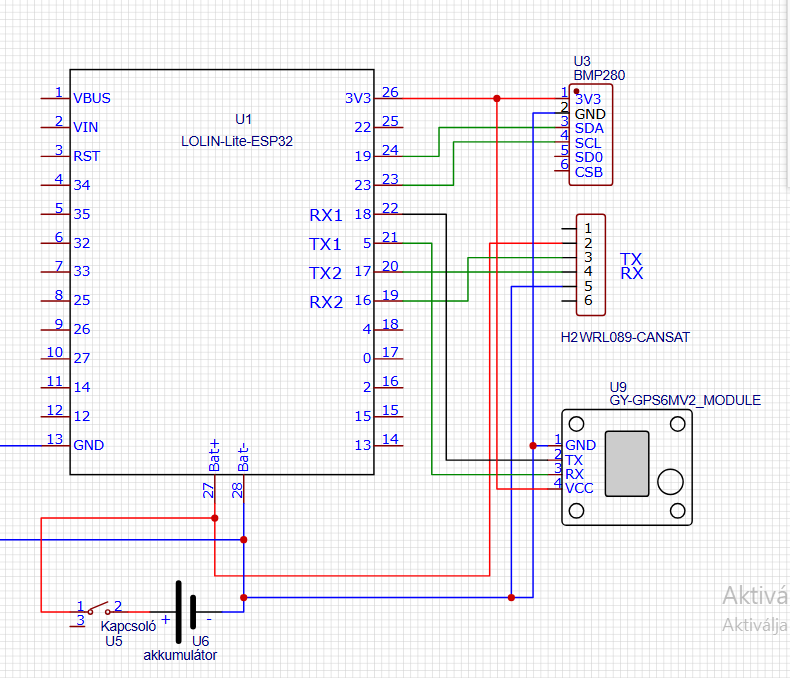 U1
LOLIN-Lite-ESP32
1 VBUS
2 VIN
3 RST
4 34
5 35
6 32
7 33
8 25
9 26
10 27
11 14
12 12
13 GND
3V3 26
22 25
19 24
23 23
RX1 18 22
TX1 5 21
TX2 17 20
RX2 16 19
4 18
0 17
2 16
15 15
13 14
Bat+
Bat-
27
28
U3
BMP280
1 3V3
2 GND
3 SDA
4 SCL
5 SD0
6 CSB
1
2
3 TX
4 RX
5
6
H2 WRL089-CANSAT
U9
GY-GPS6MV2_MODULE
1 GND
2 TX
3 RX
4 VCC
1 2
3
Kapcsoló
U5
+ -
U6
akkumulátor
Aktivá
Aktiválja